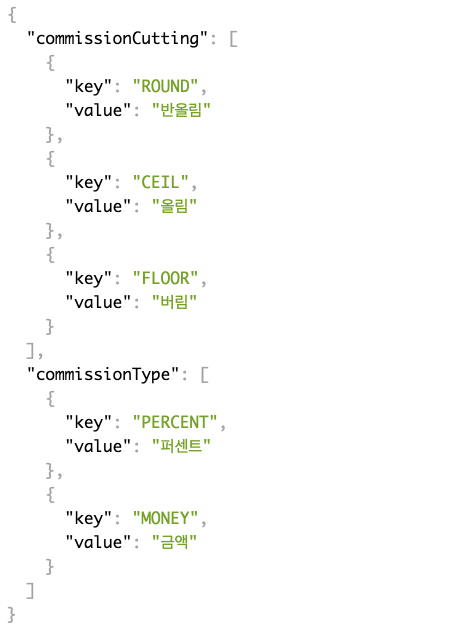 {
  "commissionCutting": [
    {
      "key": "ROUND",
      "value": "반올림"
    },
    {
      "key": "CEIL",
      "value": "올림"
    },
    {
      "key": "FLOOR",
      "value": "버림"
    }
  ],
  "commissionType": [
    {
      "key": "PERCENT",
      "value": "퍼센트"
    },
    {
      "key": "MONEY",
      "value": "금액"
    }
  ]
}